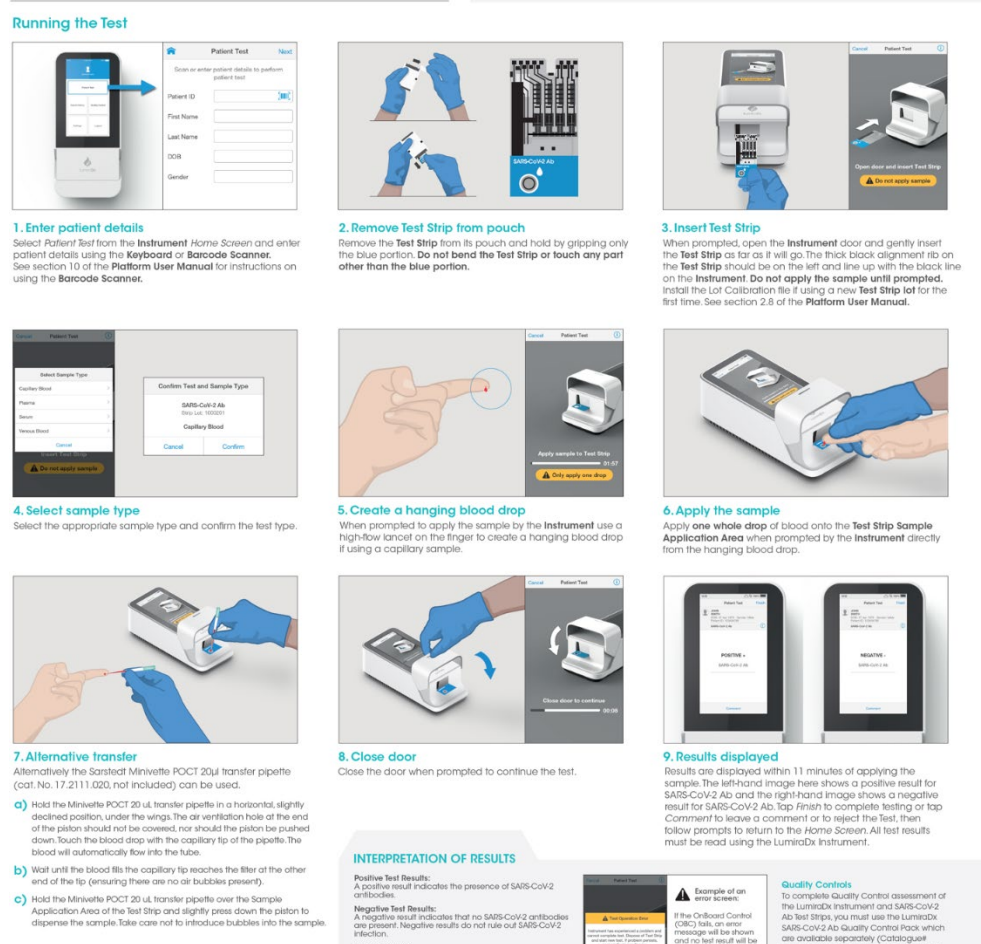 Running the Test
Patient Test
Next
Scan or enter patient details to perform
patient test
Patient ID
First Name
Last Name
DOB
Gender
1. Enter patient details
Select Patient Test from the Instrument Home Screen and enter
patient details using the Keyboard or Barcode Scanner.
See section 10 of the Platform User Manual for instructions on
using the Barcode Scanner.
SARS-CoV-2 Ab
2. Remove Test Strip from pouch
Remove the Test Strip from its pouch and hold by gripping only
the blue portion. Do not bend the Test Strip or touch any part
other than the blue portion.
Cancel
Patient Test
Open door and insert Test Strip
Do not apply sample
3. Insert Test Strip
When prompted, open the Instrument door and gently insert
the Test Strip as far as it will go. The thick black alignment rib on
the Test Strip should be on the left and line up with the black line
on the Instrument. Do not apply the sample until prompted.
Install the Lot Calibration file if using a new Test Strip lot for the
first time. See section 2.8 of the Platform User Manual.
Cancel
Patient Test
Select Sample Type
Capillary Blood
Plasma
Serum
Venous Blood
Cancel
Insert Test Strip
Do not apply sample
Confirm Test and Sample Type
SARS-CoV-2 Ab
Capillary Blood
Cancel
Confirm
4. Select sample type
Select the appropriate sample type and confirm the test type.
Cancel
Patient Test
Apply sample to Test Strip
Only apply one drop
5. Create a hanging blood drop
When prompted to apply the sample by the Instrument use a
high-flow lancet on the finger to create a hanging blood drop
if using a capillary sample.
6. Apply the sample
Apply one whole drop of blood onto the Test Strip Sample
Application Area when prompted by the Instrument directly
from the hanging blood drop.
7. Alternative transfer
Alternatively the Sarstedt Minivette POCT 20µl transfer pipette
(cat. No. 17.2111.020, not included) can be used.
a) Hold the Minivette POCT 20 uL transfer pipette in a horizontal, slightly
declined position, under the wings. The air ventilation hole at the end
of the piston should not be covered, nor should the piston be pushed
down. Touch the blood drop with the capillary tip of the pipette. The
blood will automatically flow into the tube.
b) Wait until the blood fills the capillary tip reaches the filter at the other
end of the tip (ensuring there are no air bubbles present).
c) Hold the Minivette POCT 20 uL transfer pipette over the Sample
Application Area of the Test Strip and slightly press down the piston to
dispense the sample. Take care not to introduce bubbles into the sample.
Cancel
Patient Test
Close door to continue
8. Close door
Close the door when prompted to continue the test.
Patient Test
POSITIVE +
SARS-CoV-2 Ab
Comment
Patient Test
NEGATIVE -
SARS-CoV-2 Ab
Comment
9. Results displayed
Results are displayed within 11 minutes of applying the
sample. The left-hand image here shows a positive result for
SARS-CoV-2 Ab and the right-hand image shows a negative
result for SARS-CoV-2 Ab. Tap Finish to complete testing or tap
Comment to leave a comment or to reject the Test, then
follow prompts to return to the Home Screen. All test results
must be read using the LumiraDx Instrument.
INTERPRETATION OF RESULTS
Positive Test Results:
A positive result indicates the presence of SARS-CoV-2
antibodies.
Negative Test Results:
A negative result indicates that no SARS-CoV-2 antibodies
are present. Negative results do not rule out SARS-CoV-2
infection.
Cancel
Patient Test
Test Operation Error
Example of an
error screen:
If the OnBoard Control
(OBC) fails, an error
message will be shown
and no test result will be
Quality Controls
To complete Quality Control assessment of
the LumiraDx Instrument and SARS-CoV-2
Ab Test Strips, you must use the LumiraDx
SARS-CoV-2 Ab Quality Control Pack which
are available separately (Catalogue#